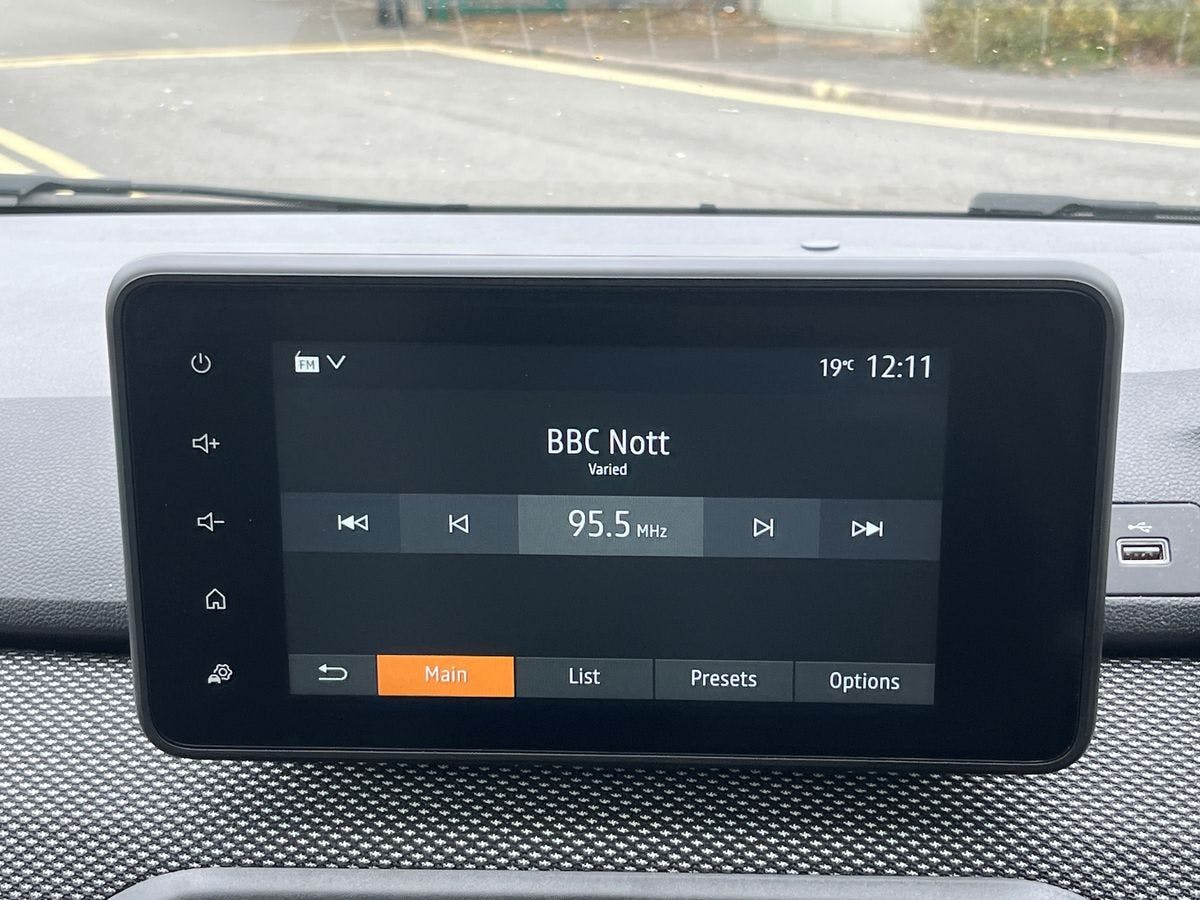 FM
19°C 12:11
BBC Nott
Varied
95.5 MHz
Main List Presets Options